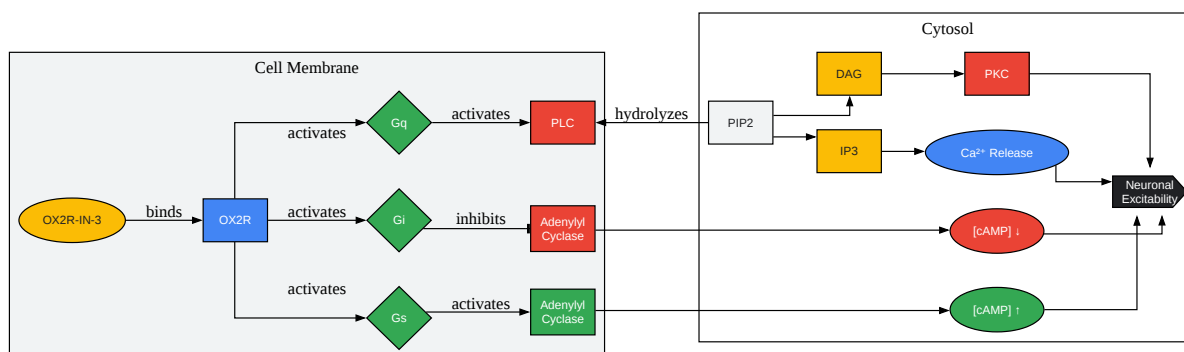 Cytosol
Cell Membrane
DAG
PKC
Gq
activates
activates
PLC
hydrolyzes
PIP2
IP3
Ca²⁺ Release
Neuronal
Excitability
OX2R-IN-3
binds
OX2R
activates
Gi
inhibits
Adenylyl
Cyclase
[cAMP] ↓
activates
Gs
activates
Adenylyl
Cyclase
[cAMP] ↑